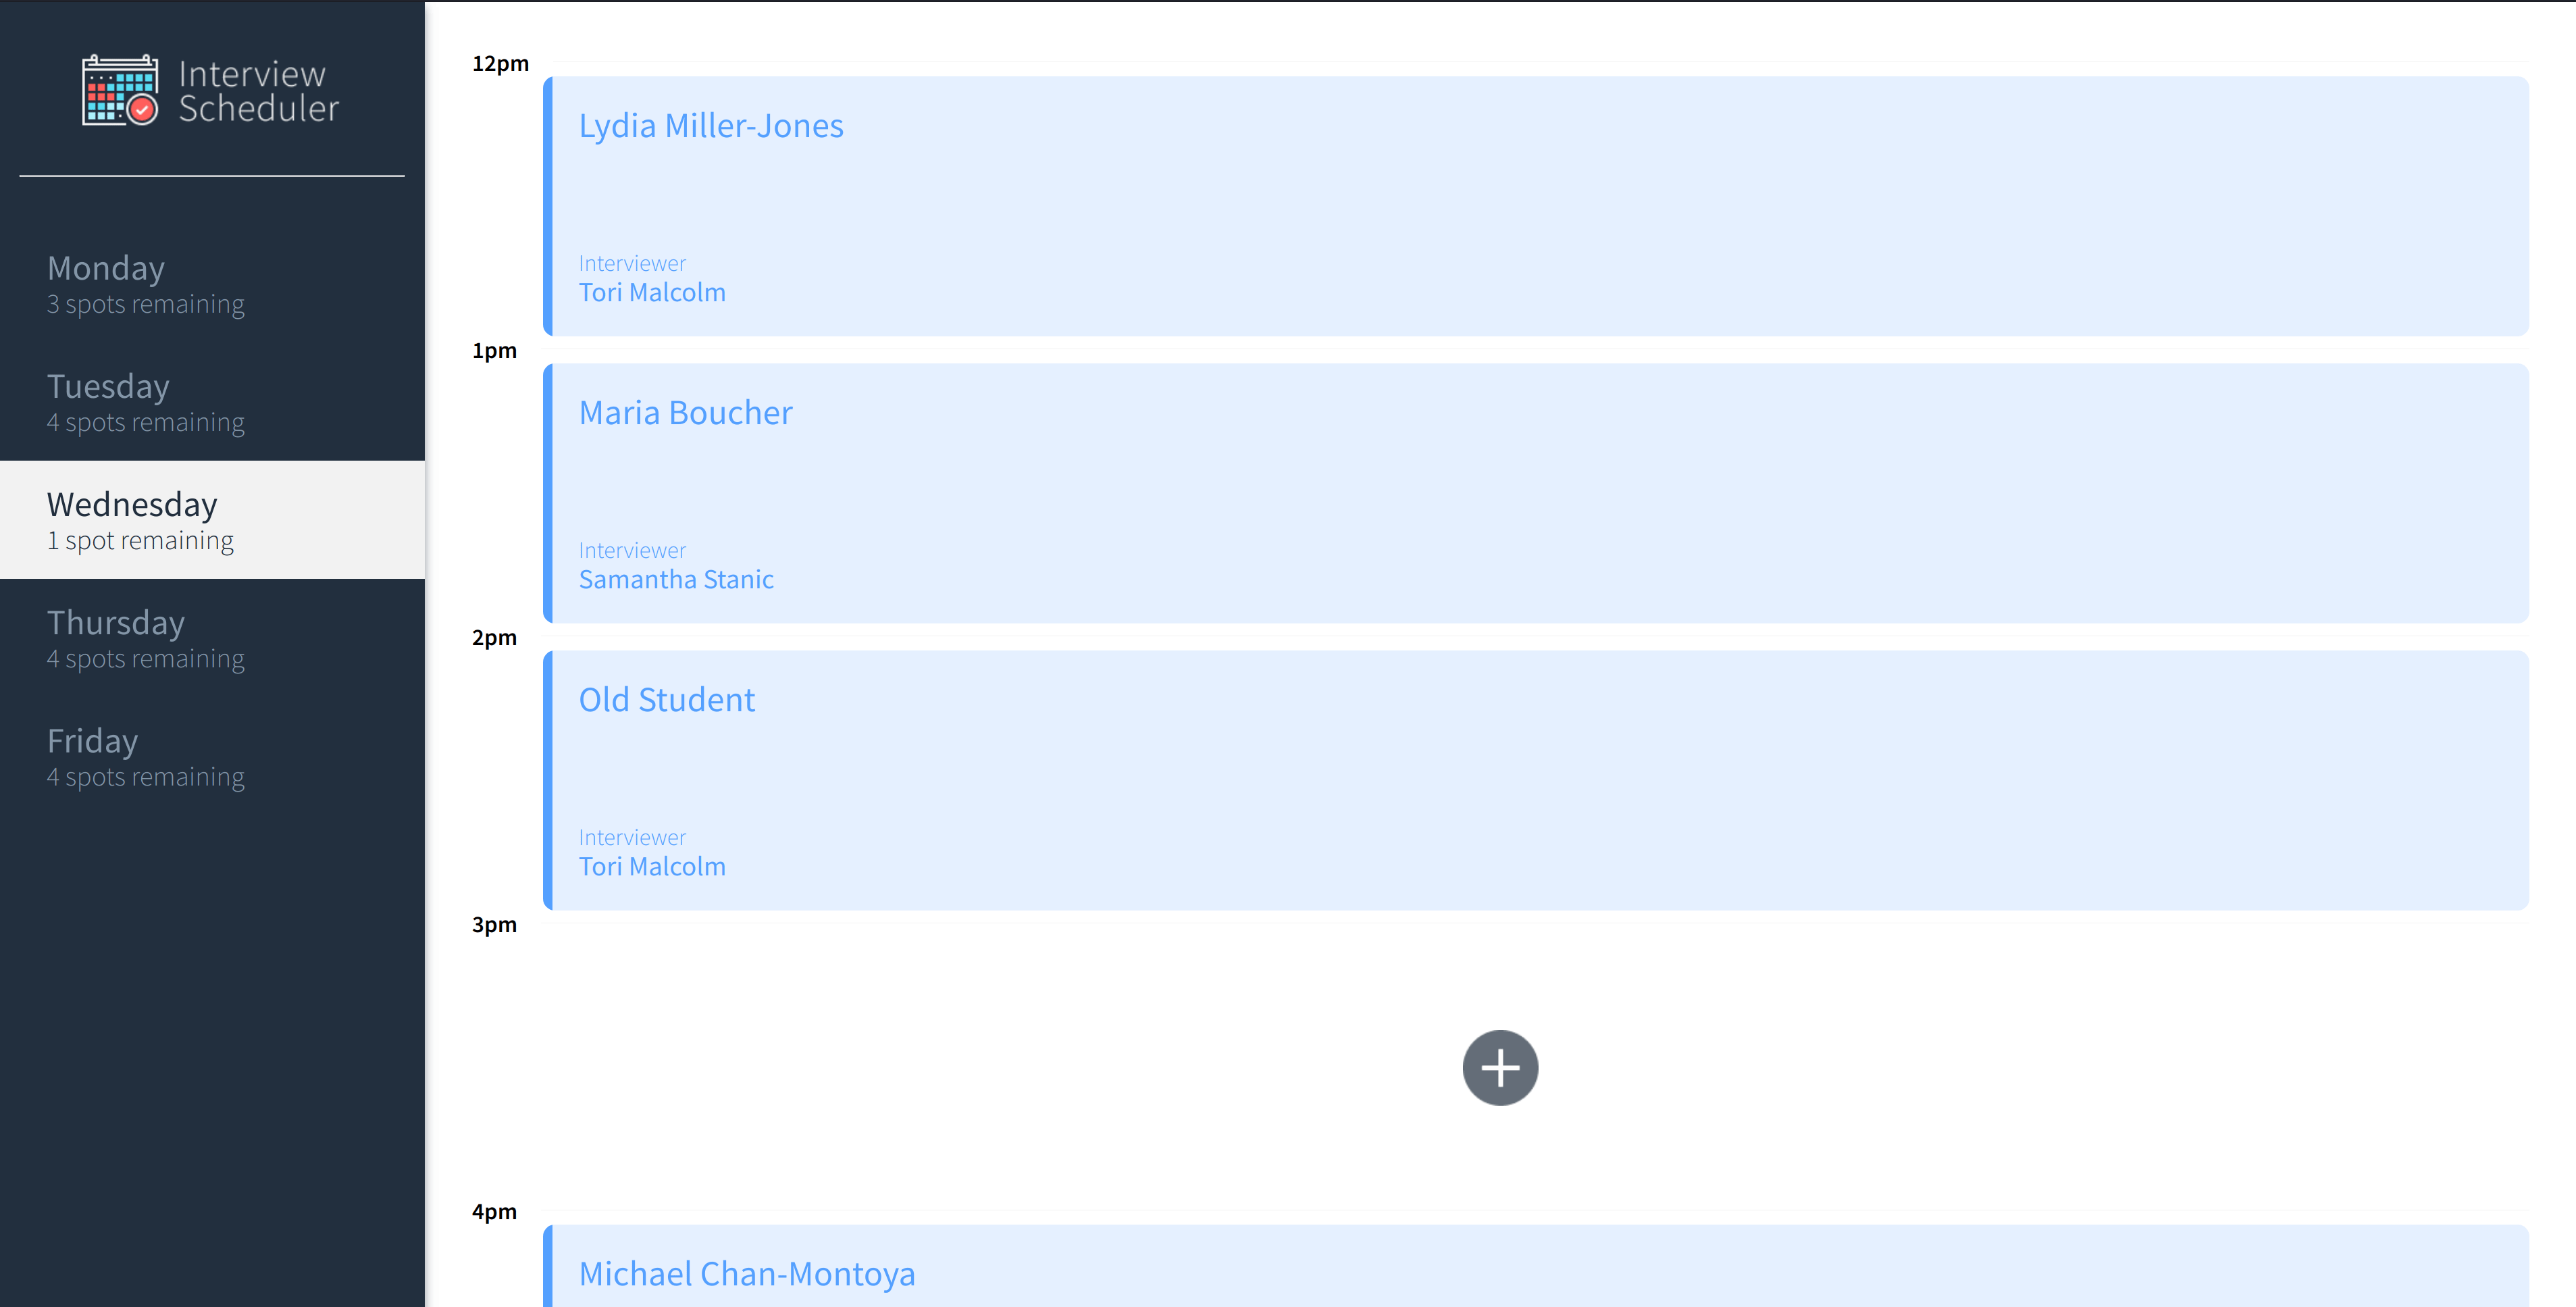 Interview
Scheduler
Monday
3 spots remaining
Tuesday
4 spots remaining
Wednesday
1 spot remaining
Thursday
4 spots remaining
Friday
4 spots remaining
12pm
Lydia Miller-Jones
Interviewer
Tori Malcolm
1pm
Maria Boucher
Interviewer
Samantha Stanic
2pm
Old Student
Interviewer
Tori Malcolm
3pm
4pm
Michael Chan-Montoya